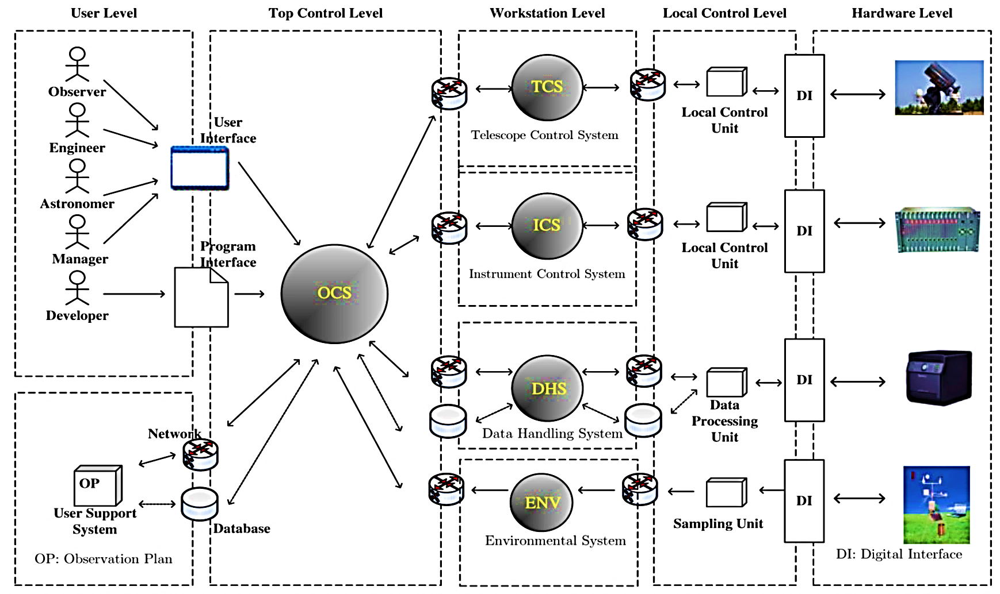 User Level
Top Control Level
Workstation Level
Local Control Level
Hardware Level
Observer
Engineer
Astronomer
Manager
Developer
User
Interface
Program
Interface
OCS
Network
OP
User Support
System
Database
OP: Observation Plan
TCS
Telescope Control System
ICS
Instrument Control System
DHS
Data Handling System
ENV
Environmental System
Local Control
Unit
Local Control
Unit
Data
Processing
Unit
Sampling Unit
DI
DI
DI
DI
DI: Digital Interface